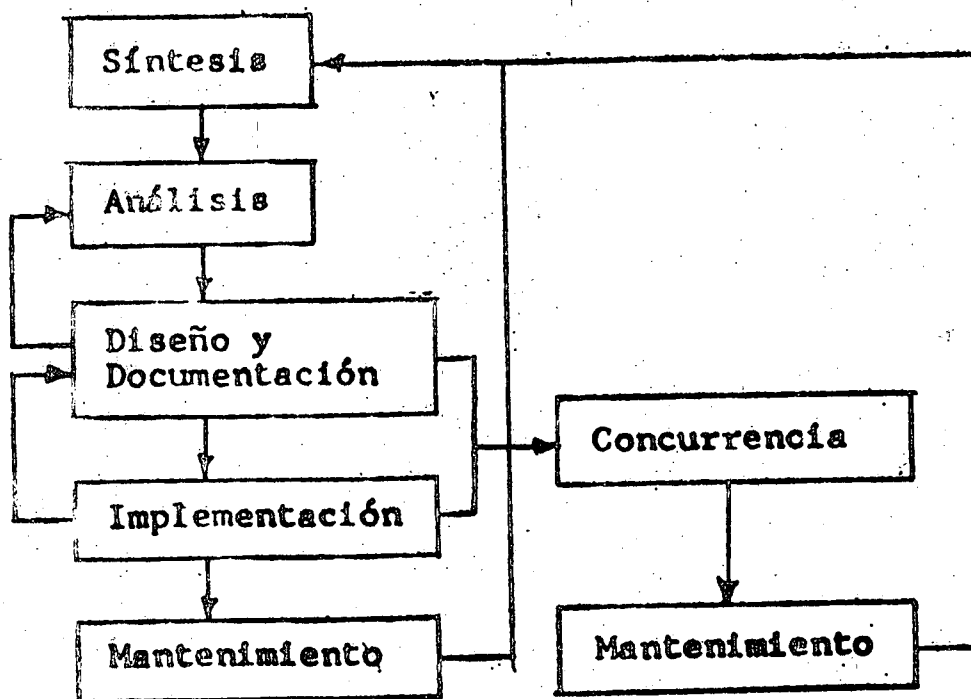 Síntesis
Análisis
Diseño y
Documentación
Implementación
Mantenimiento
Concurrencia
Mantenimiento